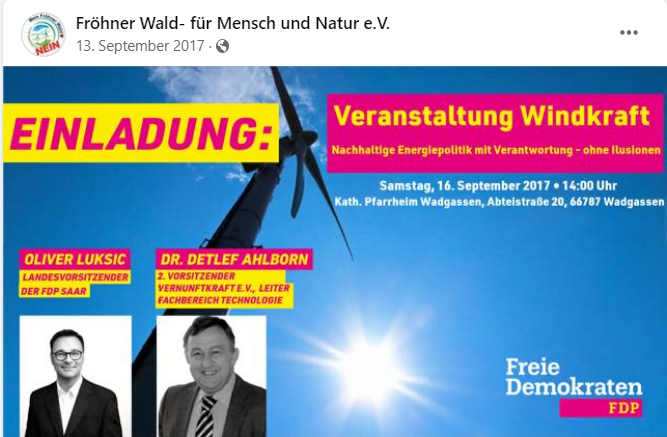 Fröhner Wald- für Mensch und Natur e.V.
13. September 2017 ·
NEIN
EINLADUNG:
Veranstaltung Windkraft
Nachhaltige Energiepolitik mit Verantwortung - ohne Ilusionen
Samstag, 16. September 2017 • 14:00 Uhr
Kath. Pfarrheim Wadgassen, Abteistraße 20, 66787 Wadgassen
OLIVER LUKSIC
LANDESVORSITZENDER
DER FDP SAAR
DR. DETLEF AHLBORN
2. VORSITZENDER
VERNUNFTKRAFT E.V., LEITER
FACHBEREICH TECHNOLOGIE
Freie
Demokraten
FDP